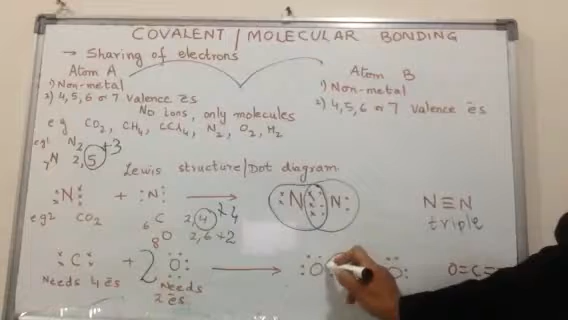 COVALENT / MOLECULAR BONDING
→ Sharing of electrons
Atom A
1) Non-metal
2) 4, 5, 6 or 7 Valence ēs
Atom B
1) Non-metal
2) 4, 5, 6 or 7 Valence ēs
No Ions, only molecules
e.g CO₂, CH₄, CCl₄, N₂, O₂, H₂
eg1 N₂
₇N 2, 5 +3
Lewis structure/Dot diagram
N + N → N N
N≡N
triple
eg2 CO₂
₆C 2, 4 +4
₈O 2, 6 +2
C + 2 O → O O
O=C=
Needs 4 ēs
Needs 2 ēs